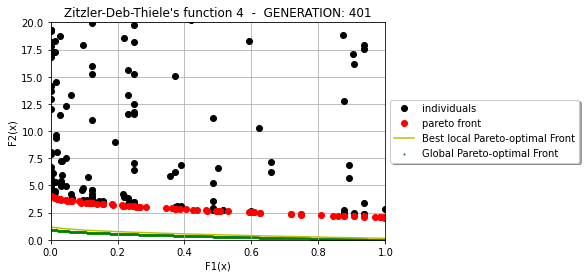 Zitzler-Deb-Thiele's function 4 - GENERATION: 401
20.0
17.5
15.0
12.5
10.0
7.5
5.0
2.5
0.0
F2(x)
0.0 0.2 0.4 0.6 0.8 1.0
F1(x)
individuals
pareto front
Best local Pareto-optimal Front
Global Pareto-optimal Front